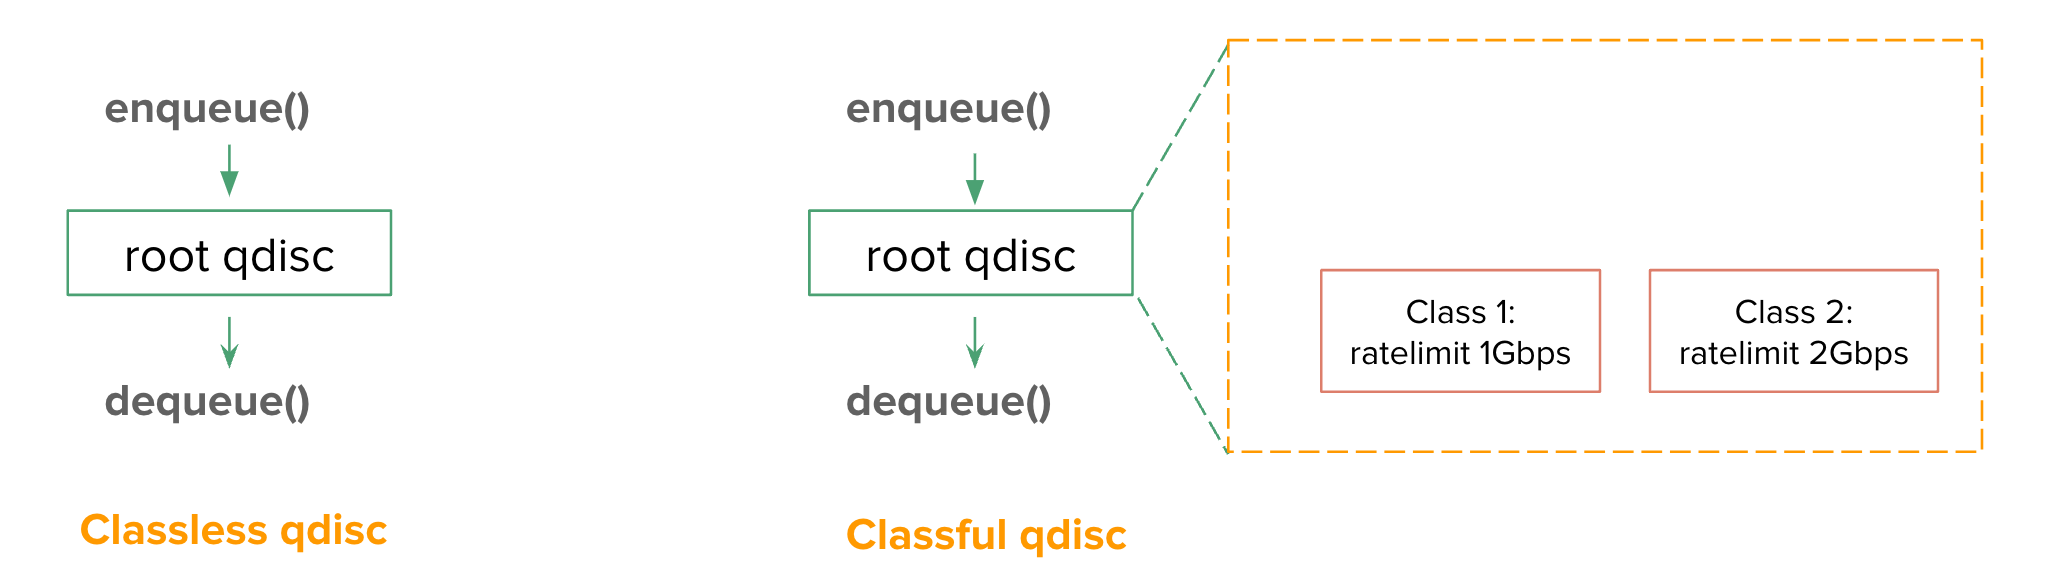 enqueue()
root qdisc
dequeue()
Classless qdisc
enqueue()
root qdisc
dequeue()
Classful qdisc
Class 1:
ratelimit 1Gbps
Class 2:
ratelimit 2Gbps